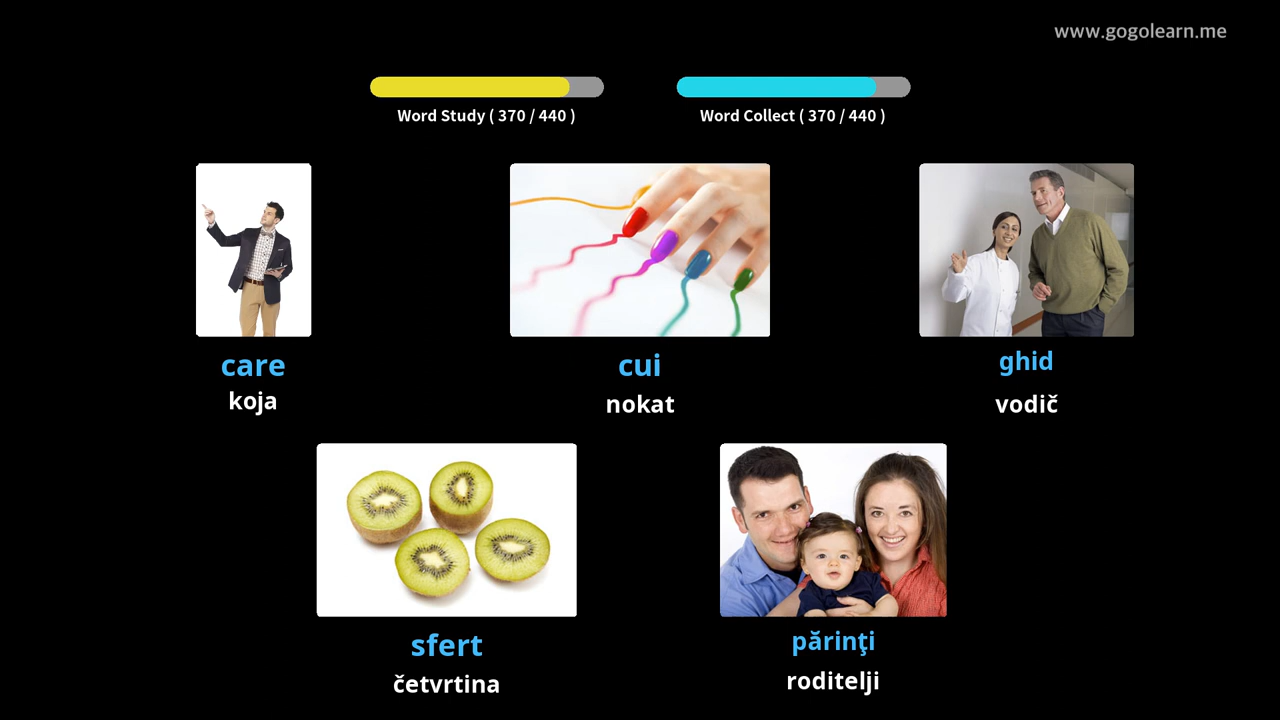 www.gogolearn.me
Word Study ( 370 / 440 )
Word Collect ( 370 / 440 )
care
koja
cui
nokat
ghid
vodič
sfert
četvrtina
părinţi
roditelji